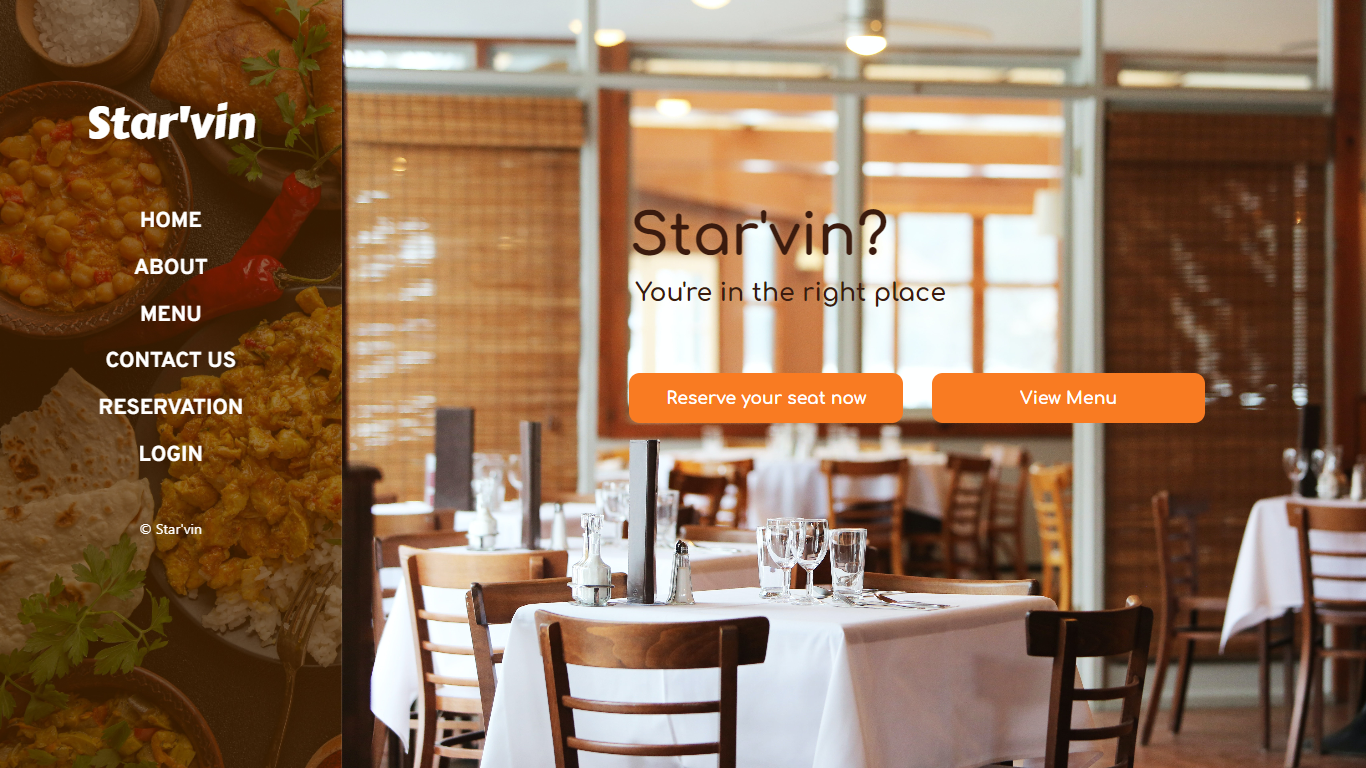 Star'vin
HOME
ABOUT
MENU
CONTACT US
RESERVATION
LOGIN
© Star'vin
Star'vin?
You're in the right place
Reserve your seat now
View Menu